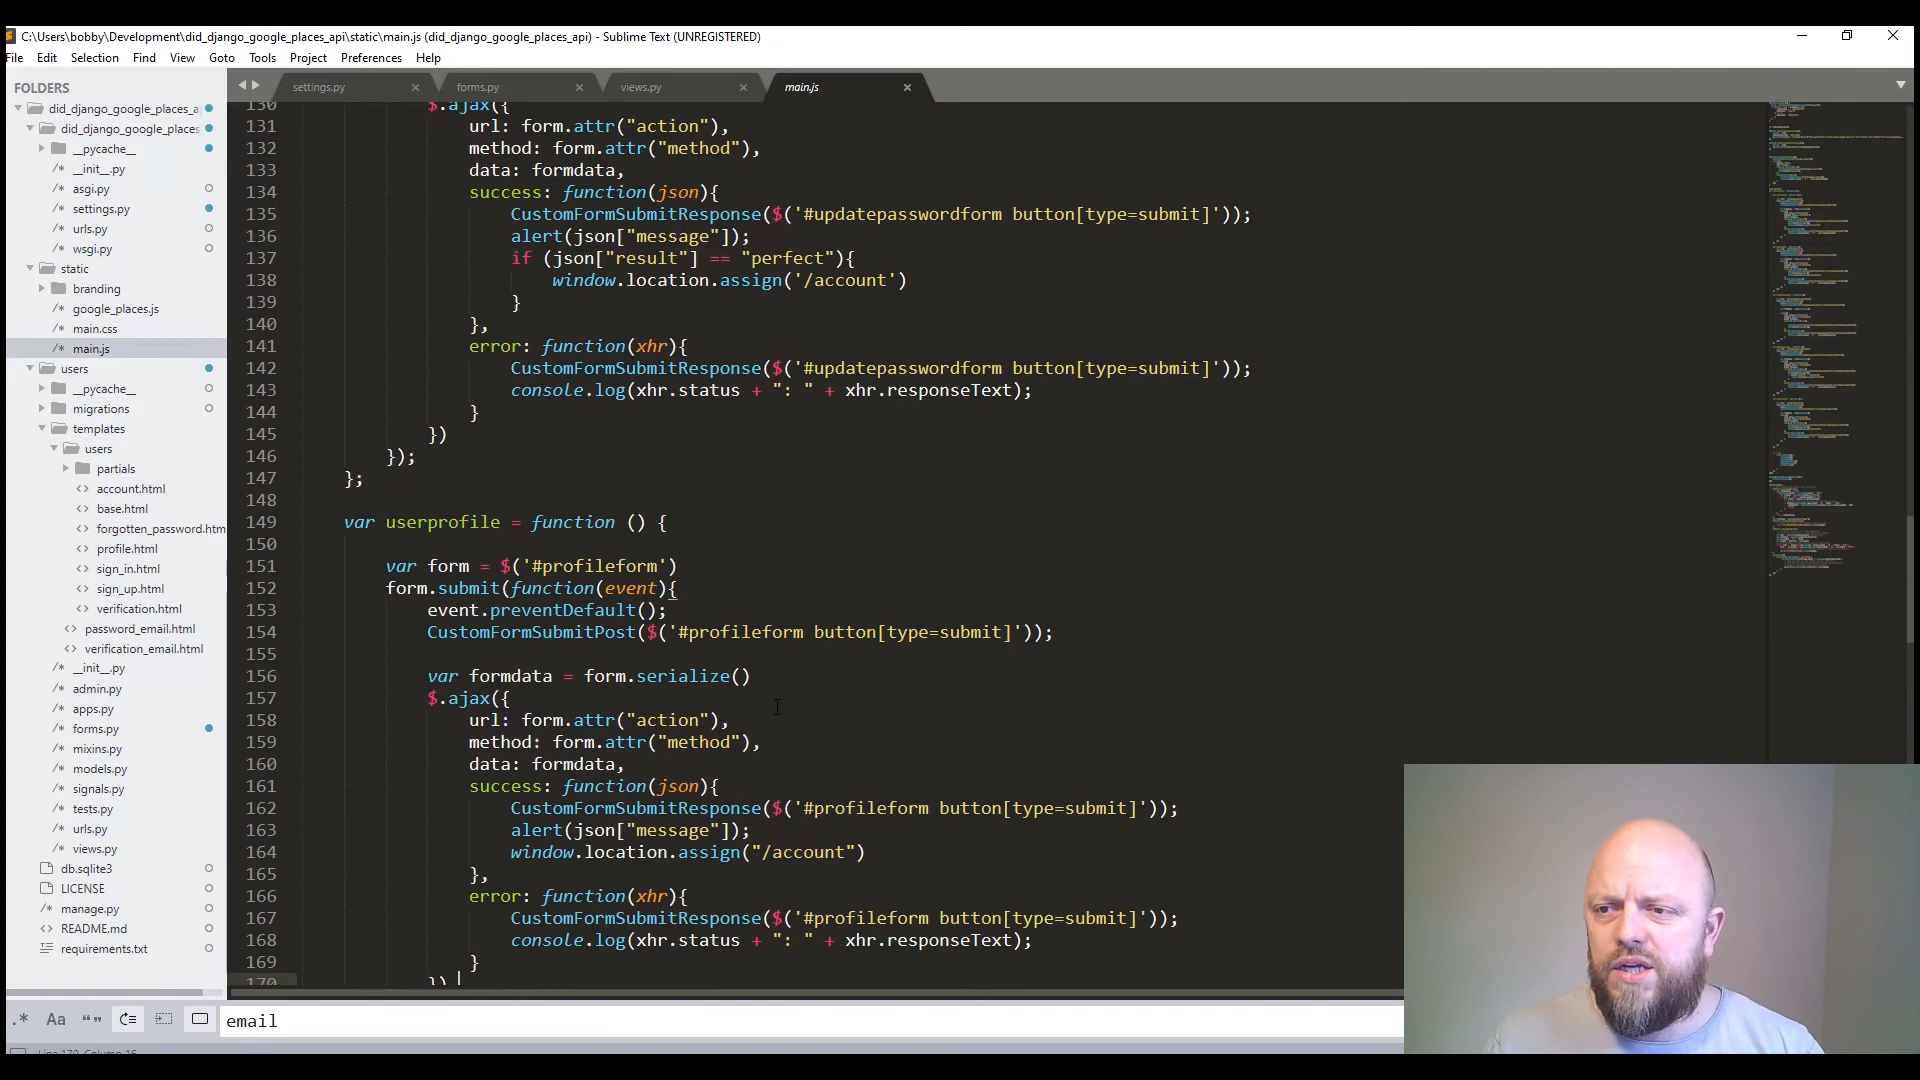 C:\Users\bobby\Development\did_django_google_places_api\static\main.js (did_django_google_places_api) - Sublime Text (UNREGISTERED)
File Edit Selection Find View Goto Tools Project Preferences Help
FOLDERS
did_django_google_places_a
did_django_google_places
__pycache__
__init__.py
asgi.py
settings.py
urls.py
wsgi.py
static
branding
google_places.js
main.css
main.js
users
__pycache__
migrations
templates
users
partials
account.html
base.html
forgotten_password.htm
profile.html
sign_in.html
sign_up.html
verification.html
password_email.html
verification_email.html
__init__.py
admin.py
apps.py
forms.py
mixins.py
models.py
signals.py
tests.py
urls.py
views.py
db.sqlite3
LICENSE
manage.py
README.md
requirements.txt
settings.py forms.py views.py main.js
130 $.ajax({
131 url: form.attr("action"),
132 method: form.attr("method"),
133 data: formdata,
134 success: function(json){
135 CustomFormSubmitResponse($('#updatepasswordform button[type=submit]'));
136 alert(json["message"]);
137 if (json["result"] == "perfect"){
138 window.location.assign('/account')
139 }
140 },
141 error: function(xhr){
142 CustomFormSubmitResponse($('#updatepasswordform button[type=submit]'));
143 console.log(xhr.status + ": " + xhr.responseText);
144 }
145 })
146 });
147 };
148
149 var userprofile = function () {
150
151 var form = $('#profileform')
152 form.submit(function(event){
153 event.preventDefault();
154 CustomFormSubmitPost($('#profileform button[type=submit]'));
155
156 var formdata = form.serialize()
157 $.ajax({
158 url: form.attr("action"),
159 method: form.attr("method"),
160 data: formdata,
161 success: function(json){
162 CustomFormSubmitResponse($('#profileform button[type=submit]'));
163 alert(json["message"]);
164 window.location.assign("/account")
165 },
166 error: function(xhr){
167 CustomFormSubmitResponse($('#profileform button[type=submit]'));
168 console.log(xhr.status + ": " + xhr.responseText);
169 }
170 })
.* Aa “”
email
Line 170, Column 16